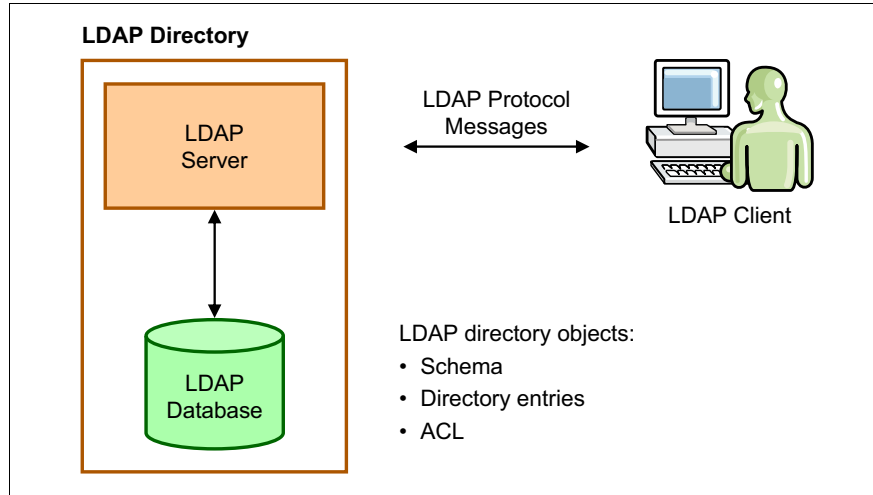 LDAP Directory
LDAP
Server
LDAP Protocol
Messages
LDAP Client
LDAP
Database
LDAP directory objects:
• Schema
• Directory entries
• ACL